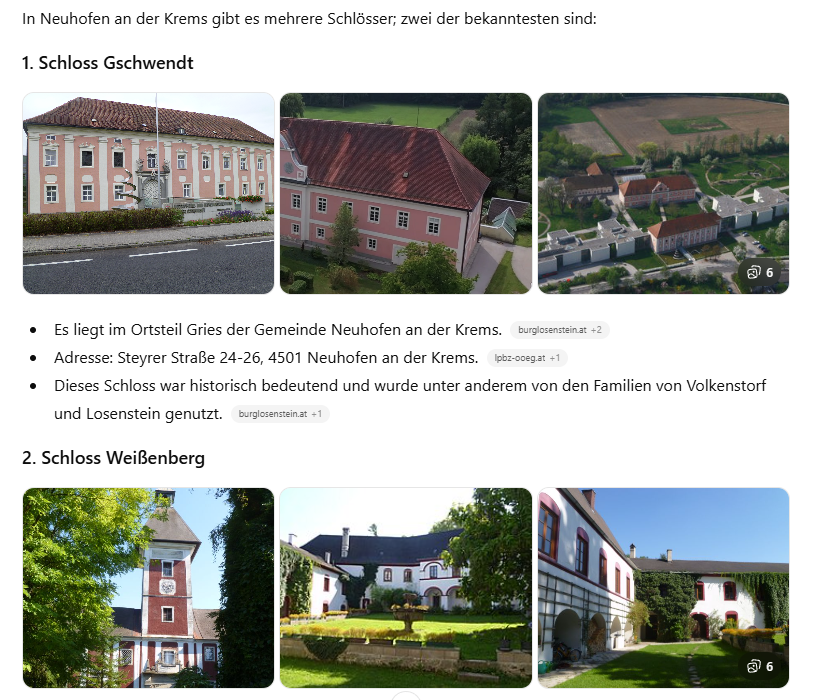 In Neuhofen an der Krems gibt es mehrere Schlösser; zwei der bekanntesten sind:
1. Schloss Gschwendt
6
Es liegt im Ortsteil Gries der Gemeinde Neuhofen an der Krems. burglosenstein.at +2
Adresse: Steyrer Straße 24-26, 4501 Neuhofen an der Krems. lpbz-ooeg.at +1
Dieses Schloss war historisch bedeutend und wurde unter anderem von den Familien von Volkenstorf
und Losenstein genutzt. burglosenstein.at +1
2. Schloss Weißenberg
6